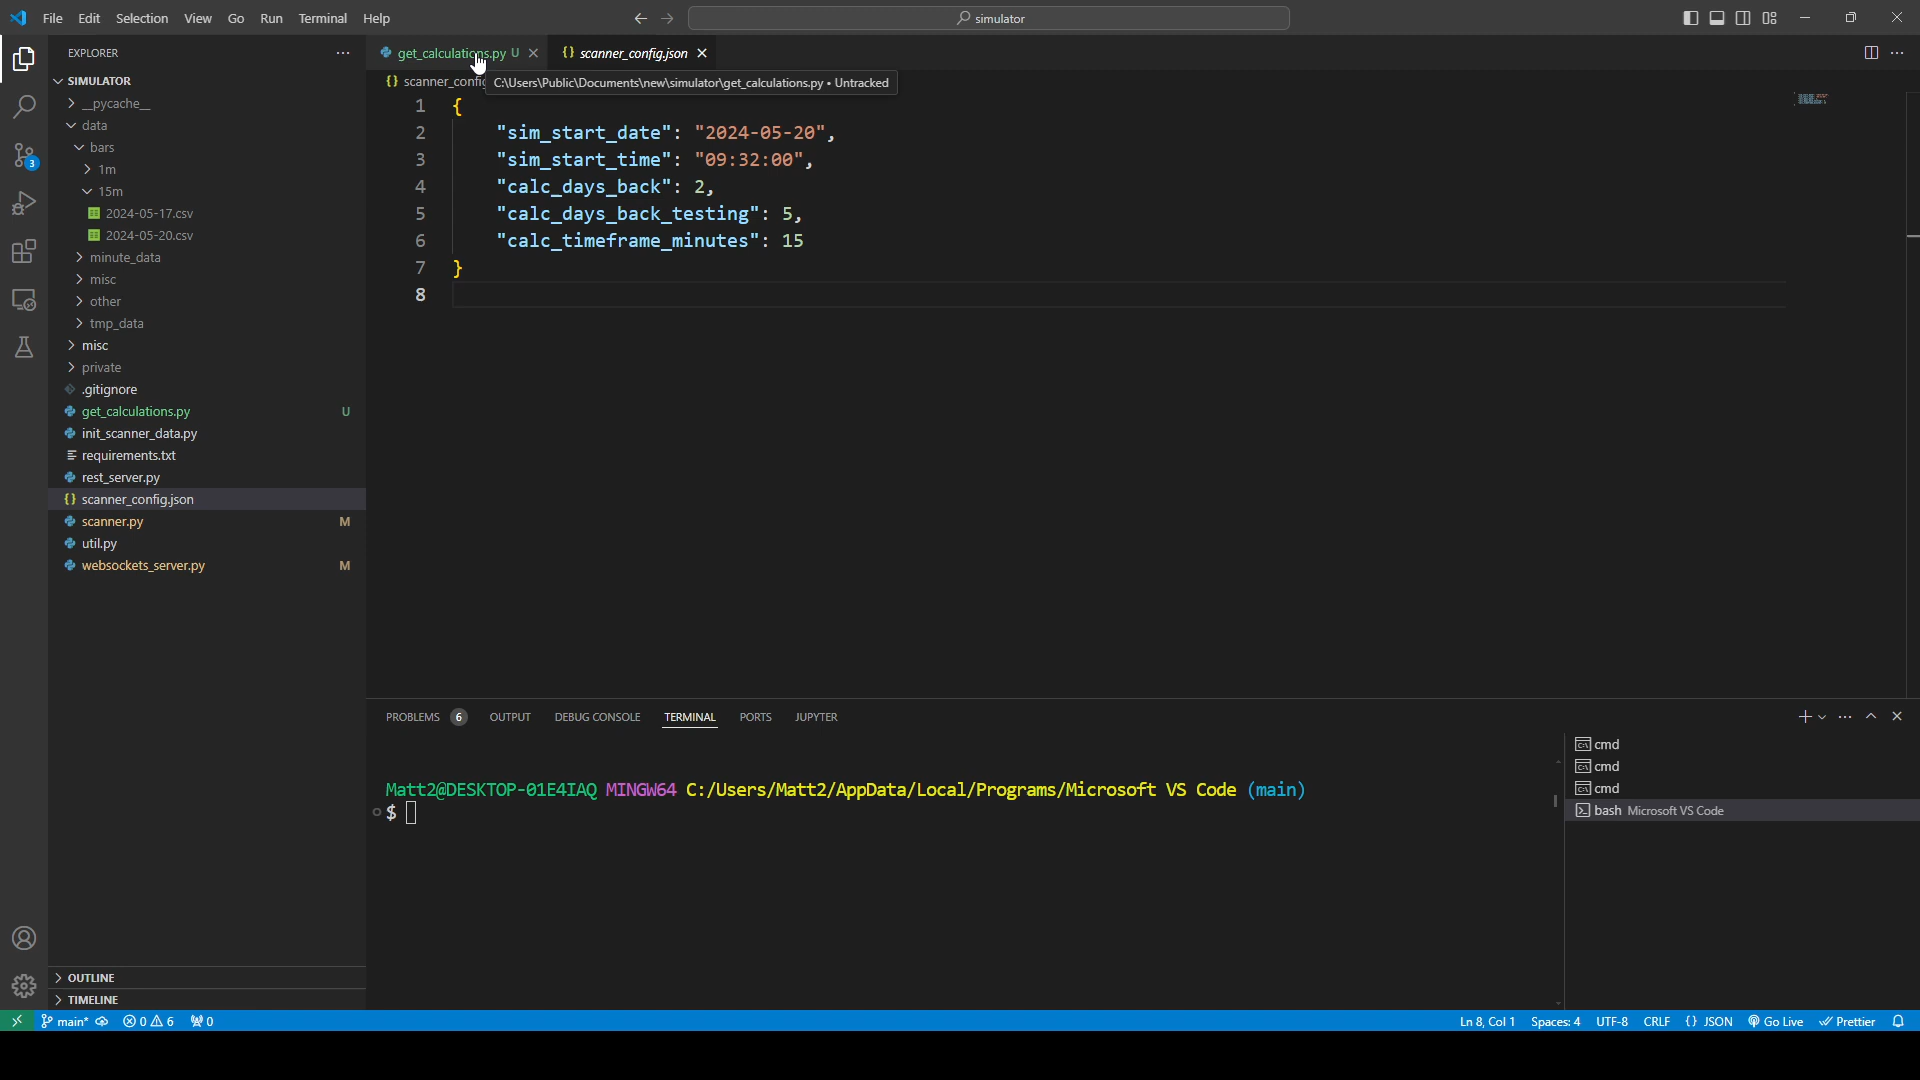 File Edit Selection View Go Run Terminal Help
simulator
EXPLORER
SIMULATOR
__pycache__
data
bars
1m
15m
2024-05-17.csv
2024-05-20.csv
minute_data
misc
other
tmp_data
misc
private
.gitignore
get_calculations.py U
init_scanner_data.py
requirements.txt
rest_server.py
scanner_config.json
scanner.py M
util.py
websockets_server.py M
OUTLINE
TIMELINE
3
get_calculations.py U
scanner_config.json
scanner_config
C:\Users\Public\Documents\new\simulator\get_calculations.py • Untracked
1 {
2 "sim_start_date": "2024-05-20",
3 "sim_start_time": "09:32:00",
4 "calc_days_back": 2,
5 "calc_days_back_testing": 5,
6 "calc_timeframe_minutes": 15
7 }
8
PROBLEMS 6 OUTPUT DEBUG CONSOLE TERMINAL PORTS JUPYTER
Matt2@DESKTOP-01E4IAQ MINGW64 C:/Users/Matt2/AppData/Local/Programs/Microsoft VS Code (main)
$
cmd
cmd
cmd
bash Microsoft VS Code
main* 0 6 0
Ln 8, Col 1 Spaces: 4 UTF-8 CRLF {} JSON Go Live Prettier